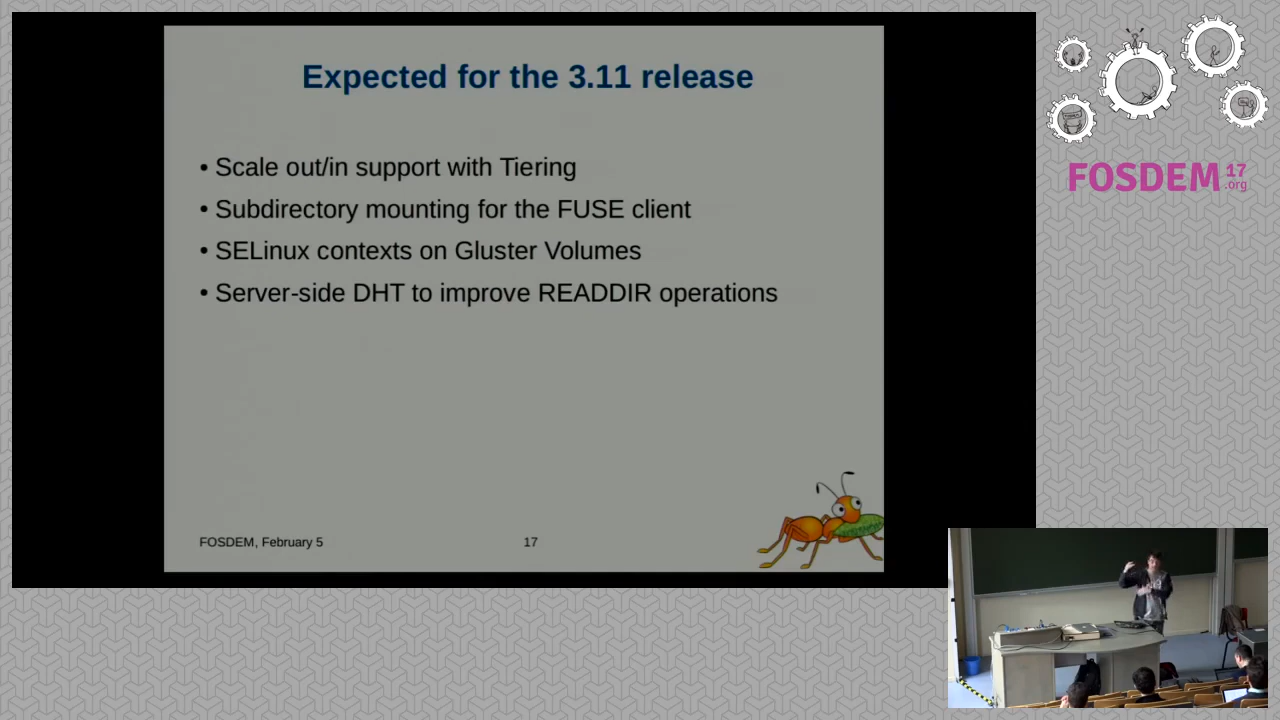 Expected for the 3.11 release
• Scale out/in support with Tiering
• Subdirectory mounting for the FUSE client
• SELinux contexts on Gluster Volumes
• Server-side DHT to improve READDIR operations
FOSDEM, February 5
17
FOSDEM 17
.org